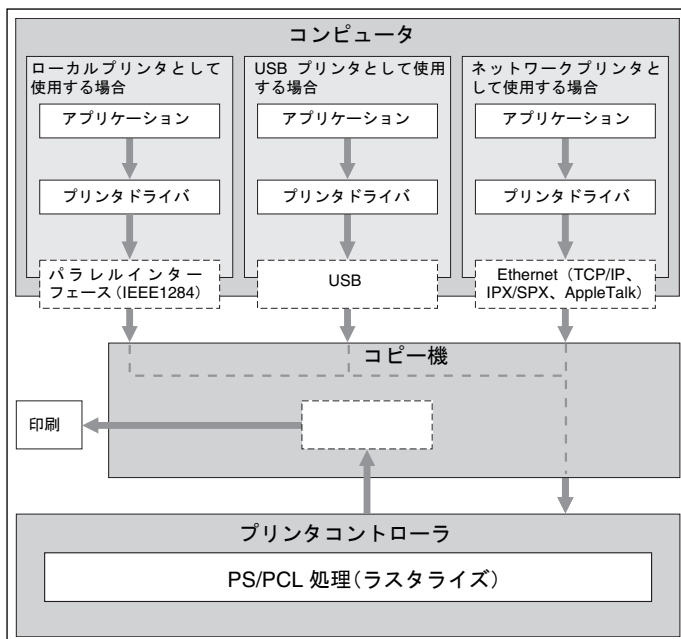 コンピュータ
ローカルプリンタとして
使用する場合
アプリケーション
プリンタドライバ
パラレルインター
フェース(IEEE1284)
USB プリンタとして使用
する場合
アプリケーション
プリンタドライバ
USB
ネットワークプリンタと
して使用する場合
アプリケーション
プリンタドライバ
Ethernet(TCP/IP、
IPX/SPX、AppleTalk)
コピー機
印刷
プリンタコントローラ
PS/PCL 処理(ラスタライズ)